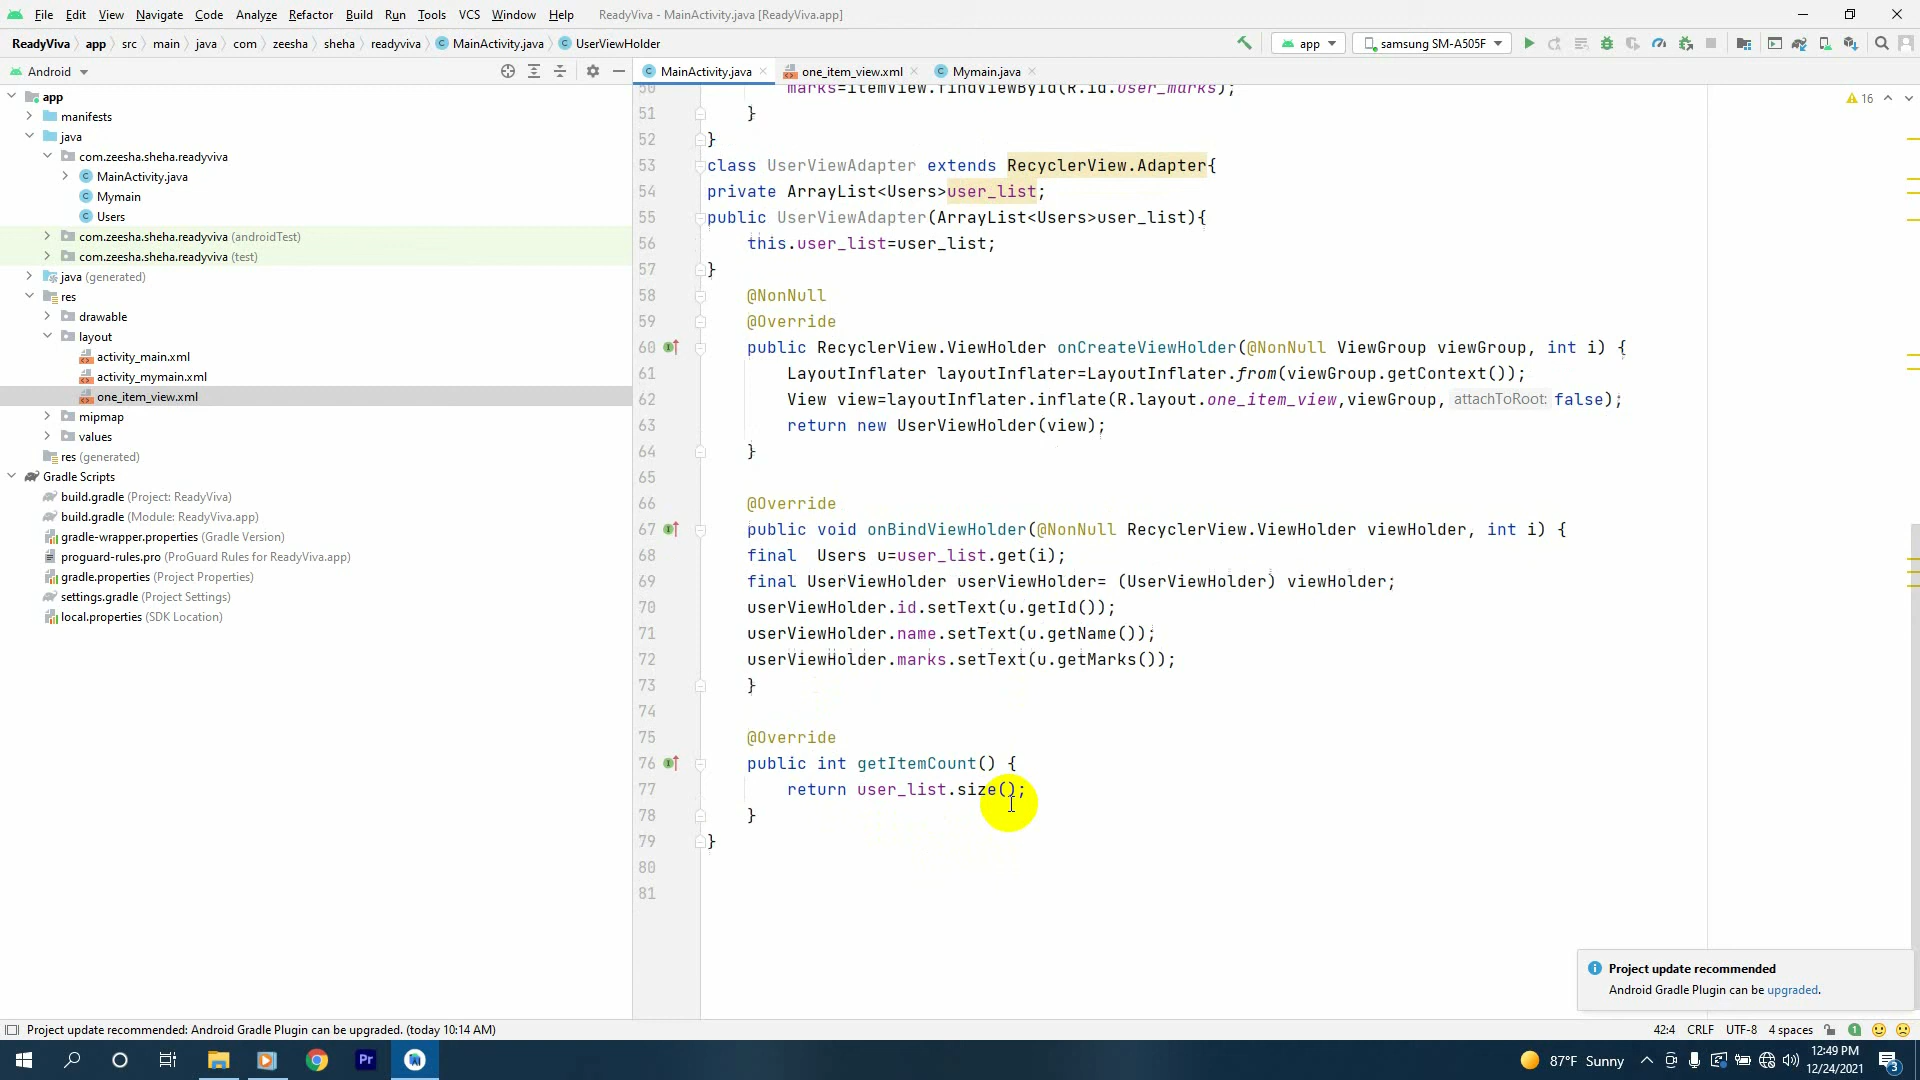 File Edit View Navigate Code Analyze Refactor Build Run Tools VCS Window Help ReadyViva - MainActivity.java [ReadyViva.app]
ReadyViva app src main java com zeesha sheha readyviva MainActivity.java UserViewHolder app samsung SM-A505F
Android MainActivity.java one_item_view.xml Mymain.java
app
manifests
java
com.zeesha.sheha.readyviva
MainActivity.java
Mymain
Users
com.zeesha.sheha.readyviva (androidTest)
com.zeesha.sheha.readyviva (test)
java (generated)
res
drawable
layout
activity_main.xml
activity_mymain.xml
one_item_view.xml
mipmap
values
res (generated)
Gradle Scripts
build.gradle (Project: ReadyViva)
build.gradle (Module: ReadyViva.app)
gradle-wrapper.properties (Gradle Version)
proguard-rules.pro (ProGuard Rules for ReadyViva.app)
gradle.properties (Project Properties)
settings.gradle (Project Settings)
local.properties (SDK Location)
16
50 marks=itemView.findViewById(R.id.user_marks);
51 }
52 }
53 class UserViewAdapter extends RecyclerView.Adapter{
54 private ArrayList<Users>user_list;
55 public UserViewAdapter(ArrayList<Users>user_list){
56 this.user_list=user_list;
57 }
58 @NonNull
59 @Override
60 public RecyclerView.ViewHolder onCreateViewHolder(@NonNull ViewGroup viewGroup, int i) {
61 LayoutInflater layoutInflater=LayoutInflater.from(viewGroup.getContext());
62 View view=layoutInflater.inflate(R.layout.one_item_view,viewGroup, attachToRoot: false);
63 return new UserViewHolder(view);
64 }
65
66 @Override
67 public void onBindViewHolder(@NonNull RecyclerView.ViewHolder viewHolder, int i) {
68 final Users u=user_list.get(i);
69 final UserViewHolder userViewHolder= (UserViewHolder) viewHolder;
70 userViewHolder.id.setText(u.getId());
71 userViewHolder.name.setText(u.getName());
72 userViewHolder.marks.setText(u.getMarks());
73 }
74
75 @Override
76 public int getItemCount() {
77 return user_list.size();
78 }
79 }
80
81
Project update recommended
Android Gradle Plugin can be upgraded.
Project update recommended: Android Gradle Plugin can be upgraded. (today 10:14 AM) 42:4 CRLF UTF-8 4 spaces 1
Pr 87°F Sunny 12:49 PM
12/24/2021 3